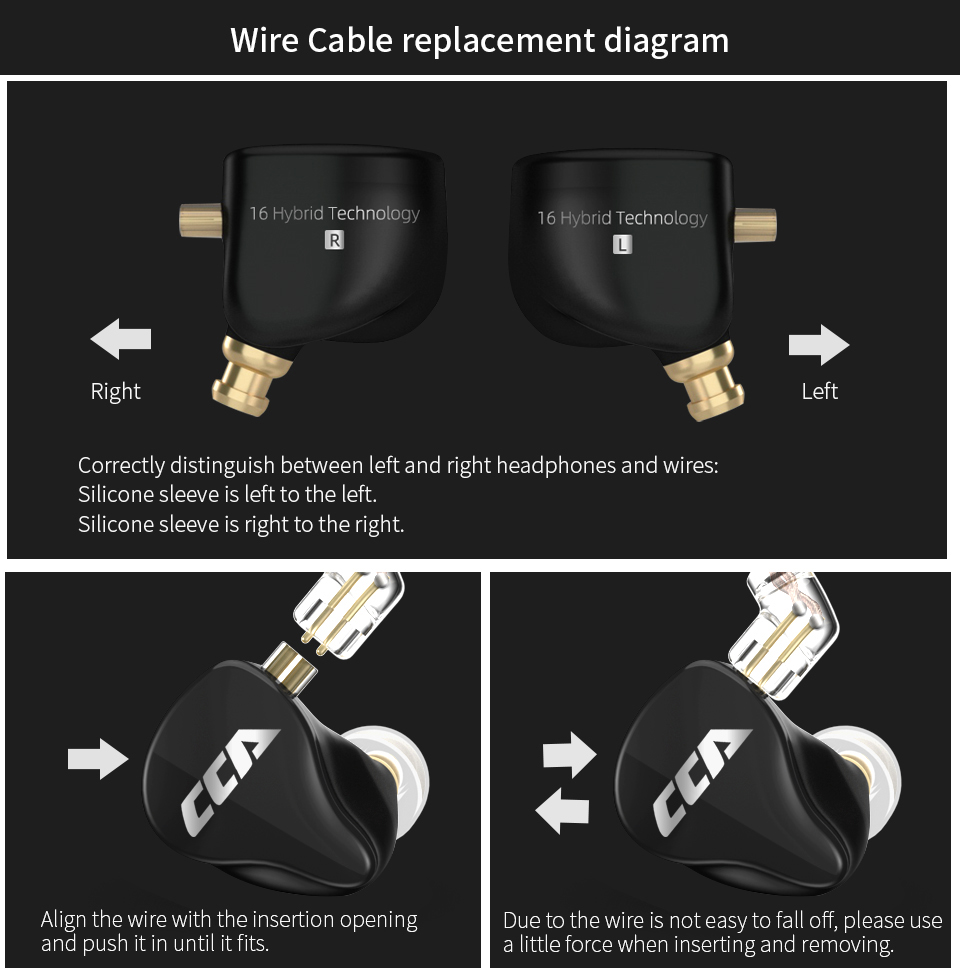 Wire Cable replacement diagram
16 Hybrid Technology
R
16 Hybrid Technology
L
Right
Left
Correctly distinguish between left and right headphones and wires:
Silicone sleeve is left to the left.
Silicone sleeve is right to the right.
CCA
CCA
Align the wire with the insertion opening
and push it in until it fits.
Due to the wire is not easy to fall off, please use
a little force when inserting and removing.